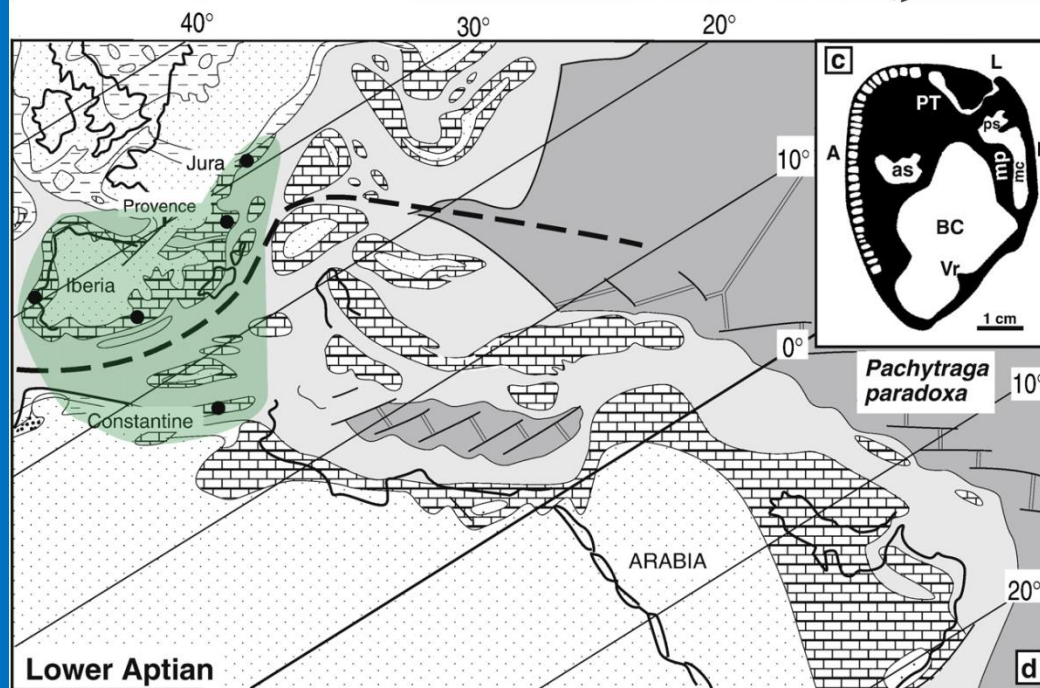 40°
30°
20°
c
L
PT
ps
A
as
mp
mc
BC
Vr
1 cm
Jura
10°
Provence
Iberia
0°
Pachytraga
paradoxa
10°
Constantine
ARABIA
20°
Lower Aptian
d